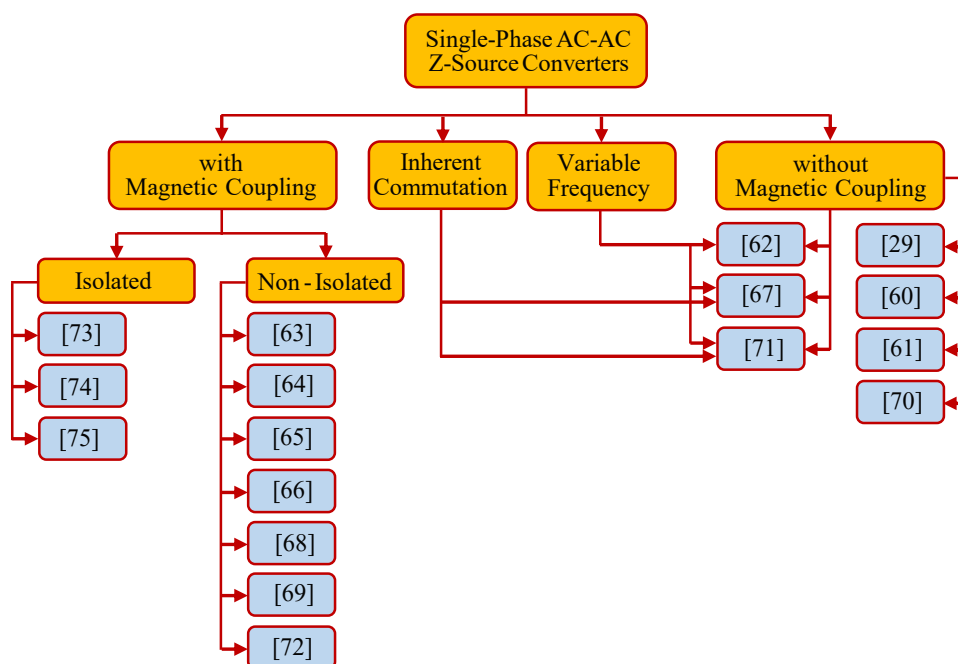 Single-Phase AC-AC
Z-Source Converters
with
Magnetic Coupling
Inherent
Commutation
Variable
Frequency
without
Magnetic Coupling
Isolated
[73]
[74]
[75]
Non-Isolated
[63]
[64]
[65]
[66]
[68]
[69]
[72]
[62]
[67]
[71]
[29]
[60]
[61]
[70]